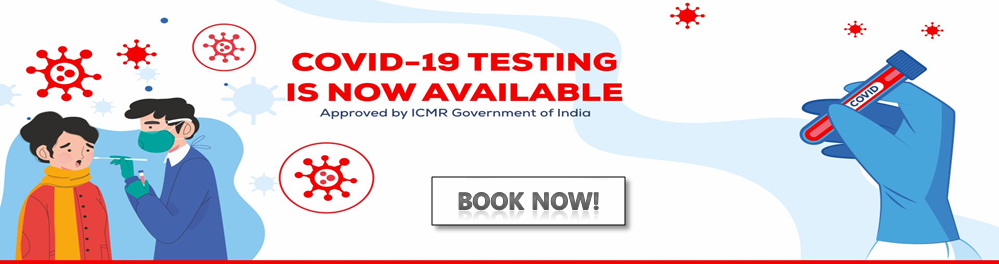 COVID-19 TESTING
IS NOW AVAILABLE
Approved by ICMR Government of India
COVID
BOOK NOW!